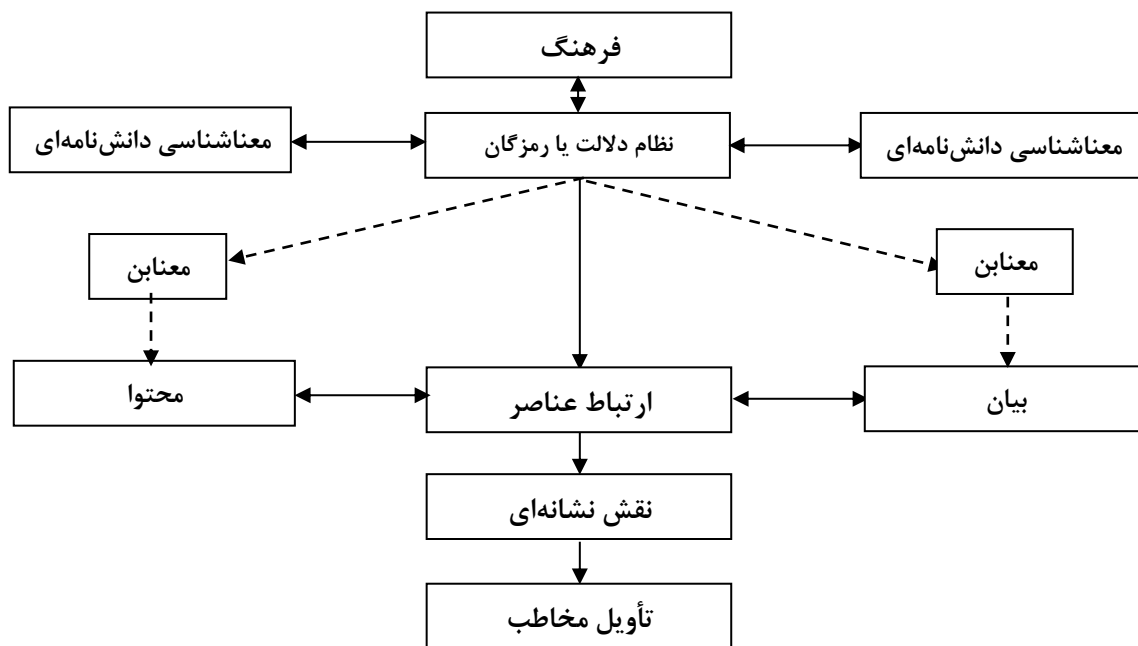 فرهنگ
معناشناسی دانش‌نامه‌ای
نظام دلالت یا رمزگان
معناشناسی دانش‌نامه‌ای
معنابن
معنابن
بیان
ارتباط عناصر
محتوا
نقش نشانه‌ای
تأویل مخاطب